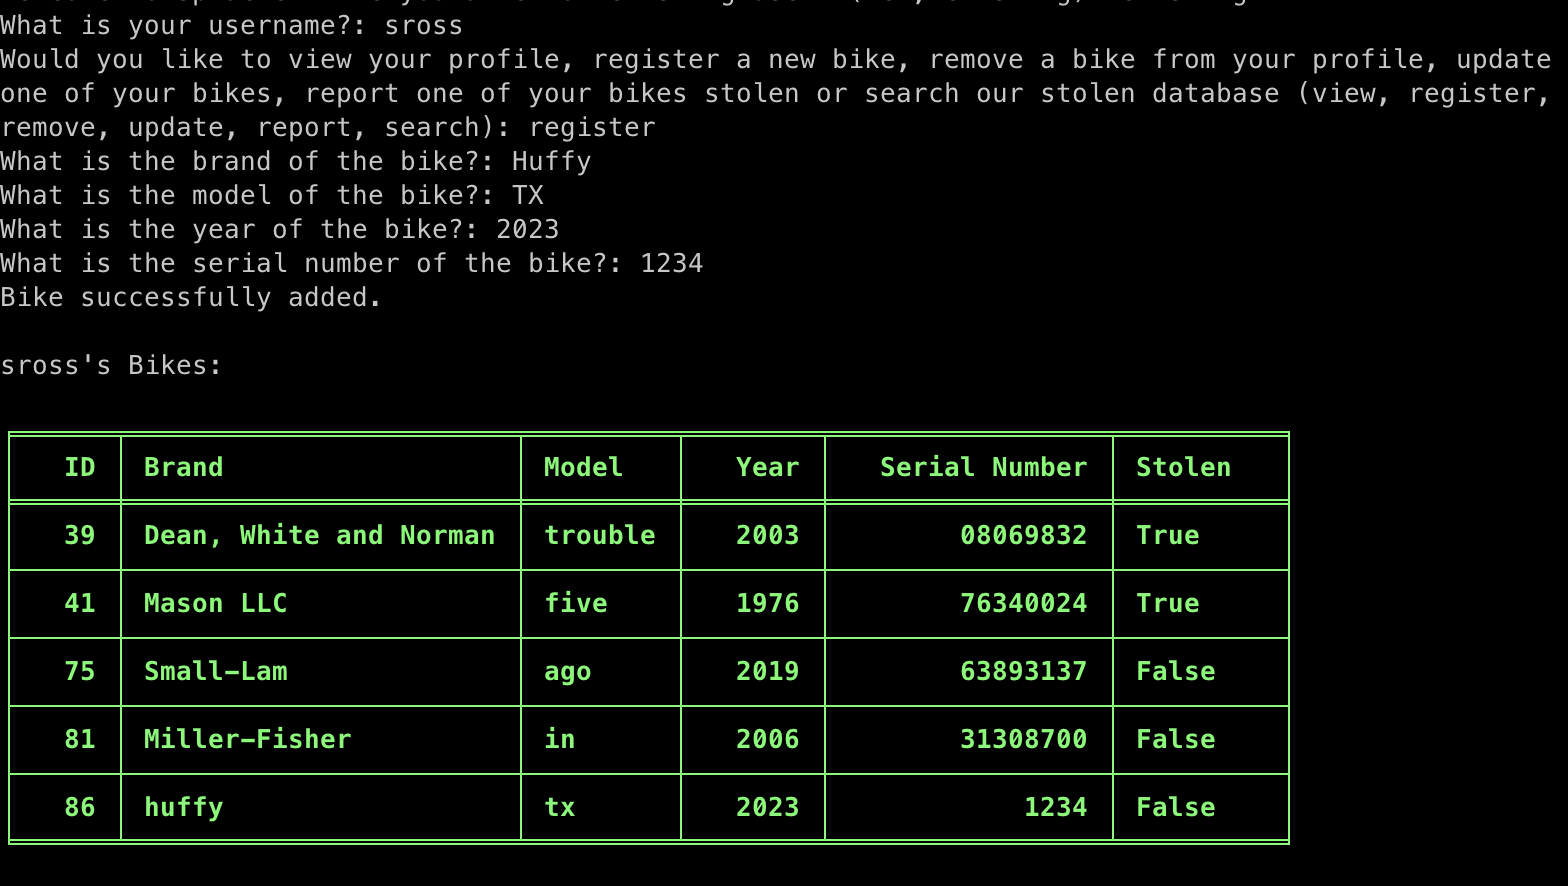 What is your username?: sross
Would you like to view your profile, register a new bike, remove a bike from your profile, update
one of your bikes, report one of your bikes stolen or search our stolen database (view, register,
remove, update, report, search): register
What is the brand of the bike?: Huffy
What is the model of the bike?: TX
What is the year of the bike?: 2023
What is the serial number of the bike?: 1234
Bike successfully added.
sross's Bikes:
ID Brand Model Year Serial Number Stolen
39 Dean, White and Norman trouble 2003 08069832 True
41 Mason LLC five 1976 76340024 True
75 Small-Lam ago 2019 63893137 False
81 Miller-Fisher in 2006 31308700 False
86 huffy tx 2023 1234 False